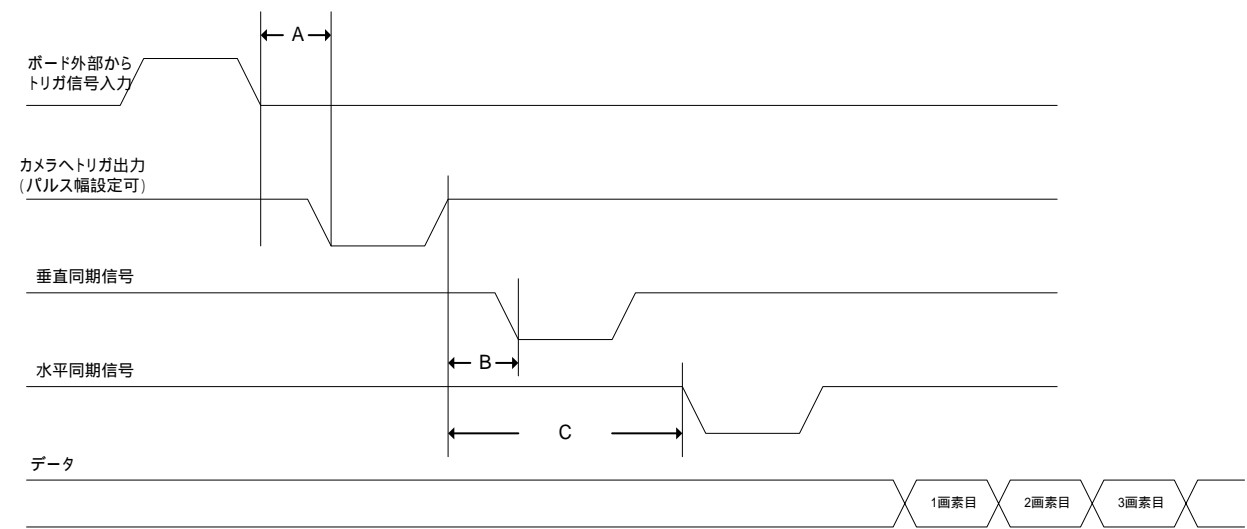 A
ボード外部から
トリガ信号入力
カメラへトリガ出力
(パルス幅設定可)
垂直同期信号
B
水平同期信号
C
データ
1画素目 2画素目 3画素目